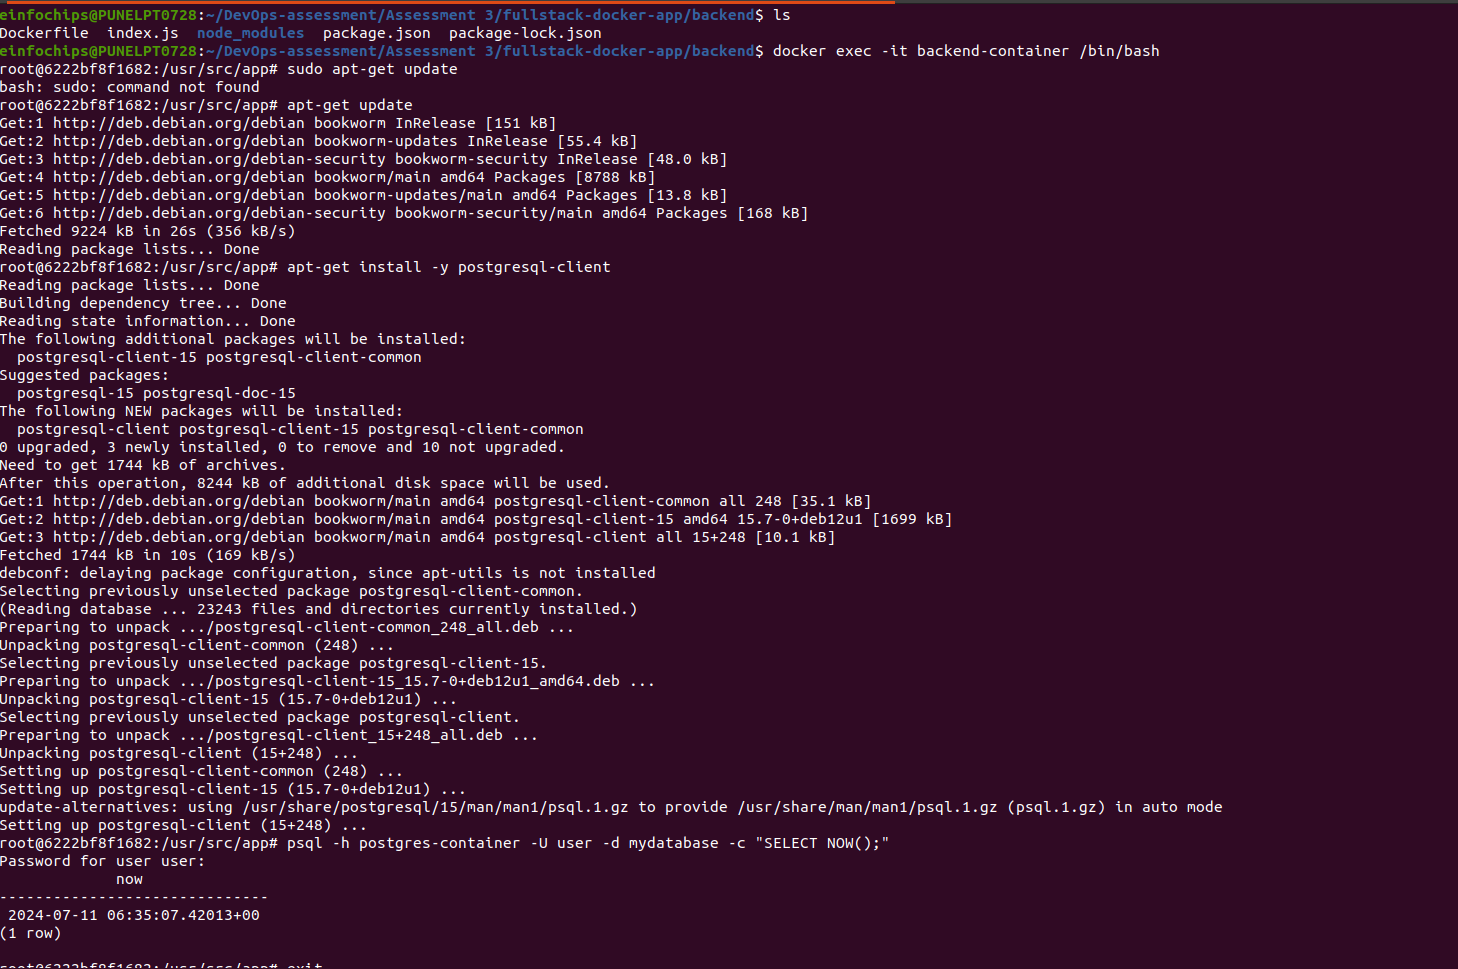 einfochips@PUNELPT0728:~/DevOps-assessment/Assessment 3/fullstack-docker-app/backend$ ls
Dockerfile  index.js  node_modules  package.json  package-lock.json
einfochips@PUNELPT0728:~/DevOps-assessment/Assessment 3/fullstack-docker-app/backend$ docker exec -it backend-container /bin/bash
root@6222bf8f1682:/usr/src/app# sudo apt-get update
bash: sudo: command not found
root@6222bf8f1682:/usr/src/app# apt-get update
Get:1 http://deb.debian.org/debian bookworm InRelease [151 kB]
Get:2 http://deb.debian.org/debian bookworm-updates InRelease [55.4 kB]
Get:3 http://deb.debian.org/debian-security bookworm-security InRelease [48.0 kB]
Get:4 http://deb.debian.org/debian bookworm/main amd64 Packages [8788 kB]
Get:5 http://deb.debian.org/debian bookworm-updates/main amd64 Packages [13.8 kB]
Get:6 http://deb.debian.org/debian-security bookworm-security/main amd64 Packages [168 kB]
Fetched 9224 kB in 26s (356 kB/s)
Reading package lists... Done
root@6222bf8f1682:/usr/src/app# apt-get install -y postgresql-client
Reading package lists... Done
Building dependency tree... Done
Reading state information... Done
The following additional packages will be installed:
  postgresql-client-15 postgresql-client-common
Suggested packages:
  postgresql-15 postgresql-doc-15
The following NEW packages will be installed:
  postgresql-client postgresql-client-15 postgresql-client-common
0 upgraded, 3 newly installed, 0 to remove and 10 not upgraded.
Need to get 1744 kB of archives.
After this operation, 8244 kB of additional disk space will be used.
Get:1 http://deb.debian.org/debian bookworm/main amd64 postgresql-client-common all 248 [35.1 kB]
Get:2 http://deb.debian.org/debian bookworm/main amd64 postgresql-client-15 amd64 15.7-0+deb12u1 [1699 kB]
Get:3 http://deb.debian.org/debian bookworm/main amd64 postgresql-client all 15+248 [10.1 kB]
Fetched 1744 kB in 10s (169 kB/s)
debconf: delaying package configuration, since apt-utils is not installed
Selecting previously unselected package postgresql-client-common.
(Reading database ... 23243 files and directories currently installed.)
Preparing to unpack .../postgresql-client-common_248_all.deb ...
Unpacking postgresql-client-common (248) ...
Selecting previously unselected package postgresql-client-15.
Preparing to unpack .../postgresql-client-15_15.7-0+deb12u1_amd64.deb ...
Unpacking postgresql-client-15 (15.7-0+deb12u1) ...
Selecting previously unselected package postgresql-client.
Preparing to unpack .../postgresql-client_15+248_all.deb ...
Unpacking postgresql-client (15+248) ...
Setting up postgresql-client-common (248) ...
Setting up postgresql-client-15 (15.7-0+deb12u1) ...
update-alternatives: using /usr/share/postgresql/15/man/man1/psql.1.gz to provide /usr/share/man/man1/psql.1.gz (psql.1.gz) in auto mode
Setting up postgresql-client (15+248) ...
root@6222bf8f1682:/usr/src/app# psql -h postgres-container -U user -d mydatabase -c "SELECT NOW();"
Password for user user:
             now
------------------------------
 2024-07-11 06:35:07.42013+00
(1 row)
root@6222bf8f1682:/usr/src/app# exit